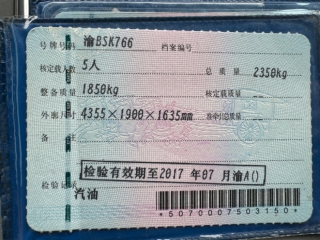 号牌号码 渝BSK766 档案编号
核定载人数 5人 总质量 2350kg
整备质量 1850kg 核定载质量 --
外廓尺寸 4355×1900×1635mm 准牵引总质量 --
备注
检验有效期至2017年07月渝A()
检验记录
汽油
*5070007503150*